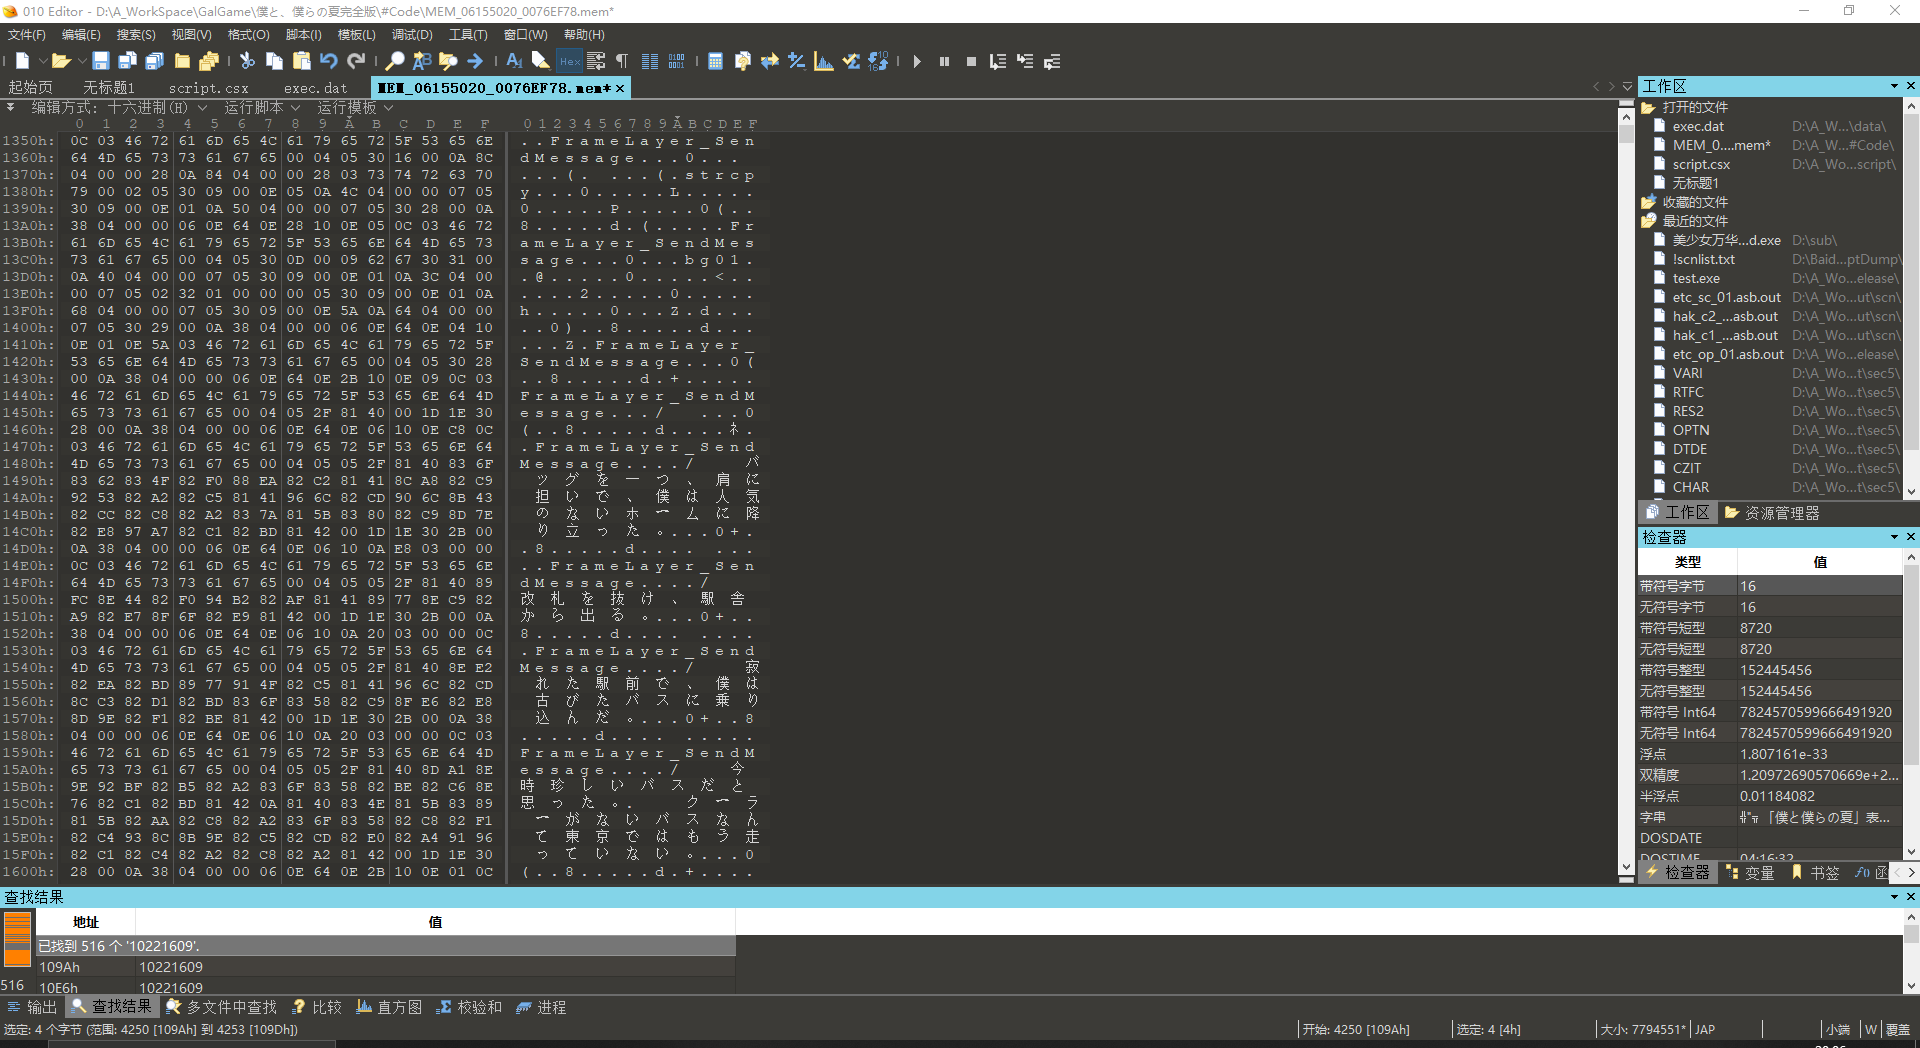 010 Editor - D:\A_WorkSpace\GalGame\僕と、僕らの夏完全版\#Code\MEM_06155020_0076EF78.mem*
文件(F) 编辑(E) 搜索(S) 视图(V) 格式(O) 脚本(I) 模板(L) 调试(D) 工具(T) 窗口(W) 帮助(H)
起始页 无标题1 script.csx exec.dat MEM_06155020_0076EF78.mem*
编辑方式: 十六进制(H) 运行脚本 运行模板
0 1 2 3 4 5 6 7 8 9 A B C D E F 0123456789ABCDEF
1350h: 0C 03 46 72 61 6D 65 4C 61 79 65 72 5F 53 65 6E ..FrameLayer_Sen
1360h: 64 4D 65 73 73 61 67 65 00 04 05 30 16 00 0A 8C dMessage...0...
1370h: 04 00 00 28 0A 84 04 00 00 28 03 73 74 72 63 70 ...(. ...(.strcp
1380h: 79 00 02 05 30 09 00 0E 05 0A 4C 04 00 00 07 05 y...0.....L.....
1390h: 30 09 00 0E 01 0A 50 04 00 00 07 05 30 28 00 0A 0.....P.....0(..
13A0h: 38 04 00 00 06 0E 64 0E 28 10 0E 05 0C 03 46 72 8.....d.(.....Fr
13B0h: 61 6D 65 4C 61 79 65 72 5F 53 65 6E 64 4D 65 73 ameLayer_SendMes
13C0h: 73 61 67 65 00 04 05 30 0D 00 09 62 67 30 31 00 sage...0...bg01.
13D0h: 0A 40 04 00 00 07 05 30 09 00 0E 01 0A 3C 04 00 .@.....0.....<..
13E0h: 00 07 05 02 32 01 00 00 00 05 30 09 00 0E 01 0A ....2.....0.....
13F0h: 68 04 00 00 07 05 30 09 00 0E 5A 0A 64 04 00 00 h.....0...Z.d...
1400h: 07 05 30 29 00 0A 38 04 00 00 06 0E 64 0E 04 10 ..0)..8.....d...
1410h: 0E 01 0E 5A 03 46 72 61 6D 65 4C 61 79 65 72 5F ...Z.FrameLayer_
1420h: 53 65 6E 64 4D 65 73 73 61 67 65 00 04 05 30 28 SendMessage...0(
1430h: 00 0A 38 04 00 00 06 0E 64 0E 2B 10 0E 09 0C 03 ..8.....d.+.....
1440h: 46 72 61 6D 65 4C 61 79 65 72 5F 53 65 6E 64 4D FrameLayer_SendM
1450h: 65 73 73 61 67 65 00 04 05 2F 81 40 00 1D 1E 30 essage.../　...0
1460h: 28 00 0A 38 04 00 00 06 0E 64 0E 06 10 0E C8 0C (..8.....d....ﾈ.
1470h: 03 46 72 61 6D 65 4C 61 79 65 72 5F 53 65 6E 64 .FrameLayer_Send
1480h: 4D 65 73 73 61 67 65 00 04 05 05 2F 81 40 83 6F Message..../　バ
1490h: 83 62 83 4F 82 F0 88 EA 82 C2 81 41 8C A8 82 C9 ッグを一つ、肩に
14A0h: 92 53 82 A2 82 C5 81 41 96 6C 82 CD 90 6C 8B 43 担いで、僕は人気
14B0h: 82 CC 82 C8 82 A2 83 7A 81 5B 83 80 82 C9 8D 7E のないホームに降
14C0h: 82 E8 97 A7 82 C1 82 BD 81 42 00 1D 1E 30 2B 00 り立った。...0+.
14D0h: 0A 38 04 00 00 06 0E 64 0E 06 10 0A E8 03 00 00 .8.....d.... ...
14E0h: 0C 03 46 72 61 6D 65 4C 61 79 65 72 5F 53 65 6E ..FrameLayer_Sen
14F0h: 64 4D 65 73 73 61 67 65 00 04 05 05 2F 81 40 89 dMessage..../
1500h: FC 8E 44 82 F0 94 B2 82 AF 81 41 89 77 8E C9 82 改札を抜け、駅舎
1510h: A9 82 E7 8F 6F 82 E9 81 42 00 1D 1E 30 2B 00 0A から出る。...0+..
1520h: 38 04 00 00 06 0E 64 0E 06 10 0A 20 03 00 00 0C 8.....d.... ....
1530h: 03 46 72 61 6D 65 4C 61 79 65 72 5F 53 65 6E 64 .FrameLayer_Send
1540h: 4D 65 73 73 61 67 65 00 04 05 05 2F 81 40 8E E2 Message..../　寂
1550h: 82 EA 82 BD 89 77 91 4F 82 C5 81 41 96 6C 82 CD れた駅前で、僕は
1560h: 8C C3 82 D1 82 BD 83 6F 83 58 82 C9 8F E6 82 E8 古びたバスに乗り
1570h: 8D 9E 82 F1 82 BE 81 42 00 1D 1E 30 2B 00 0A 38 込んだ。...0+..8
1580h: 04 00 00 06 0E 64 0E 06 10 0A 20 03 00 00 0C 03 .....d.... .....
1590h: 46 72 61 6D 65 4C 61 79 65 72 5F 53 65 6E 64 4D FrameLayer_SendM
15A0h: 65 73 73 61 67 65 00 04 05 05 2F 81 40 8D A1 8E essage..../　今
15B0h: 9E 92 BF 82 B5 82 A2 83 6F 83 58 82 BE 82 C6 8E 時珍しいバスだと
15C0h: 76 82 C1 82 BD 81 42 0A 81 40 83 4E 81 5B 83 89 思った。.　クーラ
15D0h: 81 5B 82 AA 82 C8 82 A2 83 6F 83 58 82 C8 82 F1 ーがないバスなん
15E0h: 82 C4 93 8C 8B 9E 82 C5 82 CD 82 E0 82 A4 91 96 て東京ではもう走
15F0h: 82 C1 82 C4 82 A2 82 C8 82 A2 81 42 00 1D 1E 30 っていない。...0
1600h: 28 00 0A 38 04 00 00 06 0E 64 0E 2B 10 0E 01 0C (..8.....d.+....
工作区
打开的文件
exec.dat D:\A_W...\data\
MEM_0....mem* D:\A_W...#Code\
script.csx D:\A_Wo...script\
无标题1
收藏的文件
最近的文件
美少女万华...d.exe D:\sub\
!scnlist.txt D:\Baid...ptDump\
test.exe D:\A_Wo...elease\
etc_sc_01.asb.out D:\A_Wo...ut\scn\
hak_c2_...asb.out D:\A_Wo...ut\scn\
hak_c1_...asb.out D:\A_Wo...ut\scn\
etc_op_01.asb.out D:\A_Wo...elease\
VARI D:\A_Wo...t\sec5\
RTFC D:\A_Wo...t\sec5\
RES2 D:\A_Wo...t\sec5\
OPTN D:\A_Wo...t\sec5\
DTDE D:\A_Wo...t\sec5\
CZIT D:\A_Wo...t\sec5\
CHAR D:\A_Wo...t\sec5\
工作区 资源管理器
检查器
类型 值
带符号字节 16
无符号字节 16
带符号短型 8720
无符号短型 8720
带符号整型 152445456
无符号整型 152445456
带符号 Int64 7824570599666491920
无符号 Int64 7824570599666491920
浮点 1.807161e-33
双精度 1.20972690570669e+2...
半浮点 0.01184082
字串 「僕と僕らの夏」表...
DOSDATE
DOSTIME 04:16:32
检查器 变量 书签 f()
查找结果
地址 值
已找到 516 个 '10221609'.
109Ah 10221609
10E6h 10221609
516
输出 查找结果 多文件中查找 比较 直方图 校验和 进程
选定: 4 个字节 (范围: 4250 [109Ah] 到 4253 [109Dh]) 开始: 4250 [109Ah] 选定: 4 [4h] 大小: 7794551* JAP 小端 W 覆盖